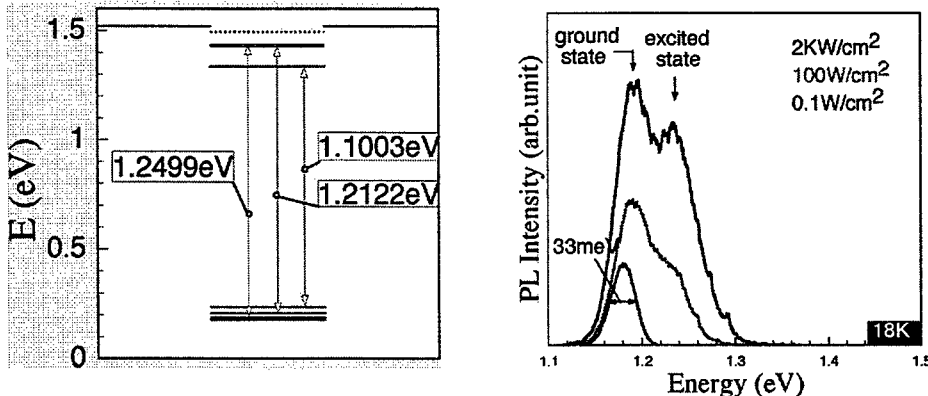 1.5
1
0.5
0
E (eV)
1.2499eV
1.1003eV
1.2122eV
ground
state
excited
state
2KW/cm²
100W/cm²
0.1W/cm²
33me
18K
PL Intensity (arb.unit)
1.1
1.2
1.3
1.4
1.5
Energy (eV)